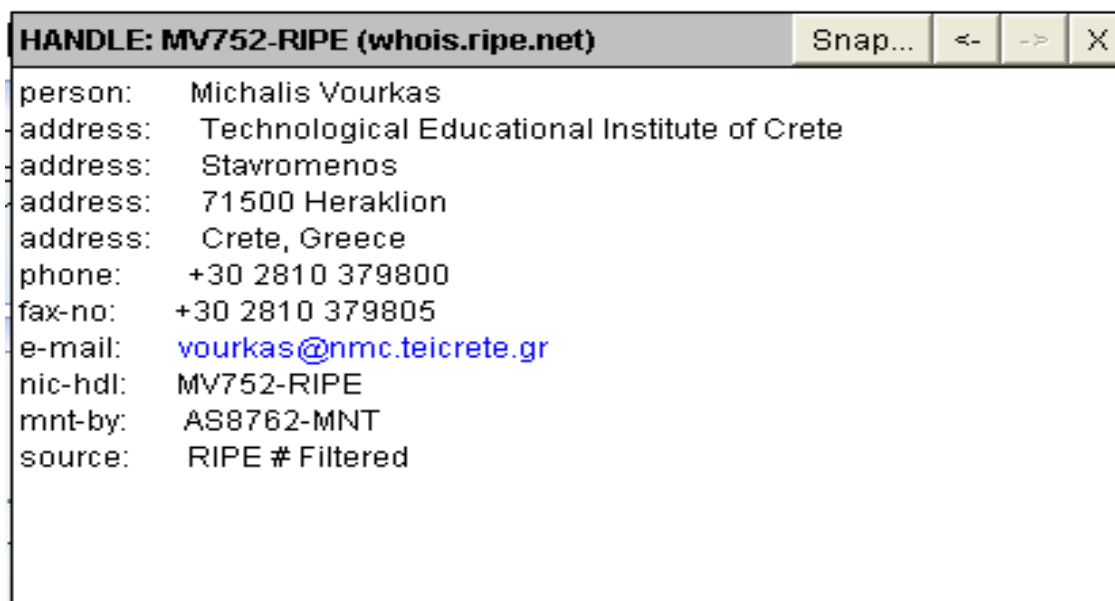 HANDLE: MV752-RIPE (whois.ripe.net) Snap... <- -> X
person: Michalis Vourkas
address: Technological Educational Institute of Crete
address: Stavromenos
address: 71500 Heraklion
address: Crete, Greece
phone: +30 2810 379800
fax-no: +30 2810 379805
e-mail: vourkas@nmc.teicrete.gr
nic-hdl: MV752-RIPE
mnt-by: AS8762-MNT
source: RIPE # Filtered